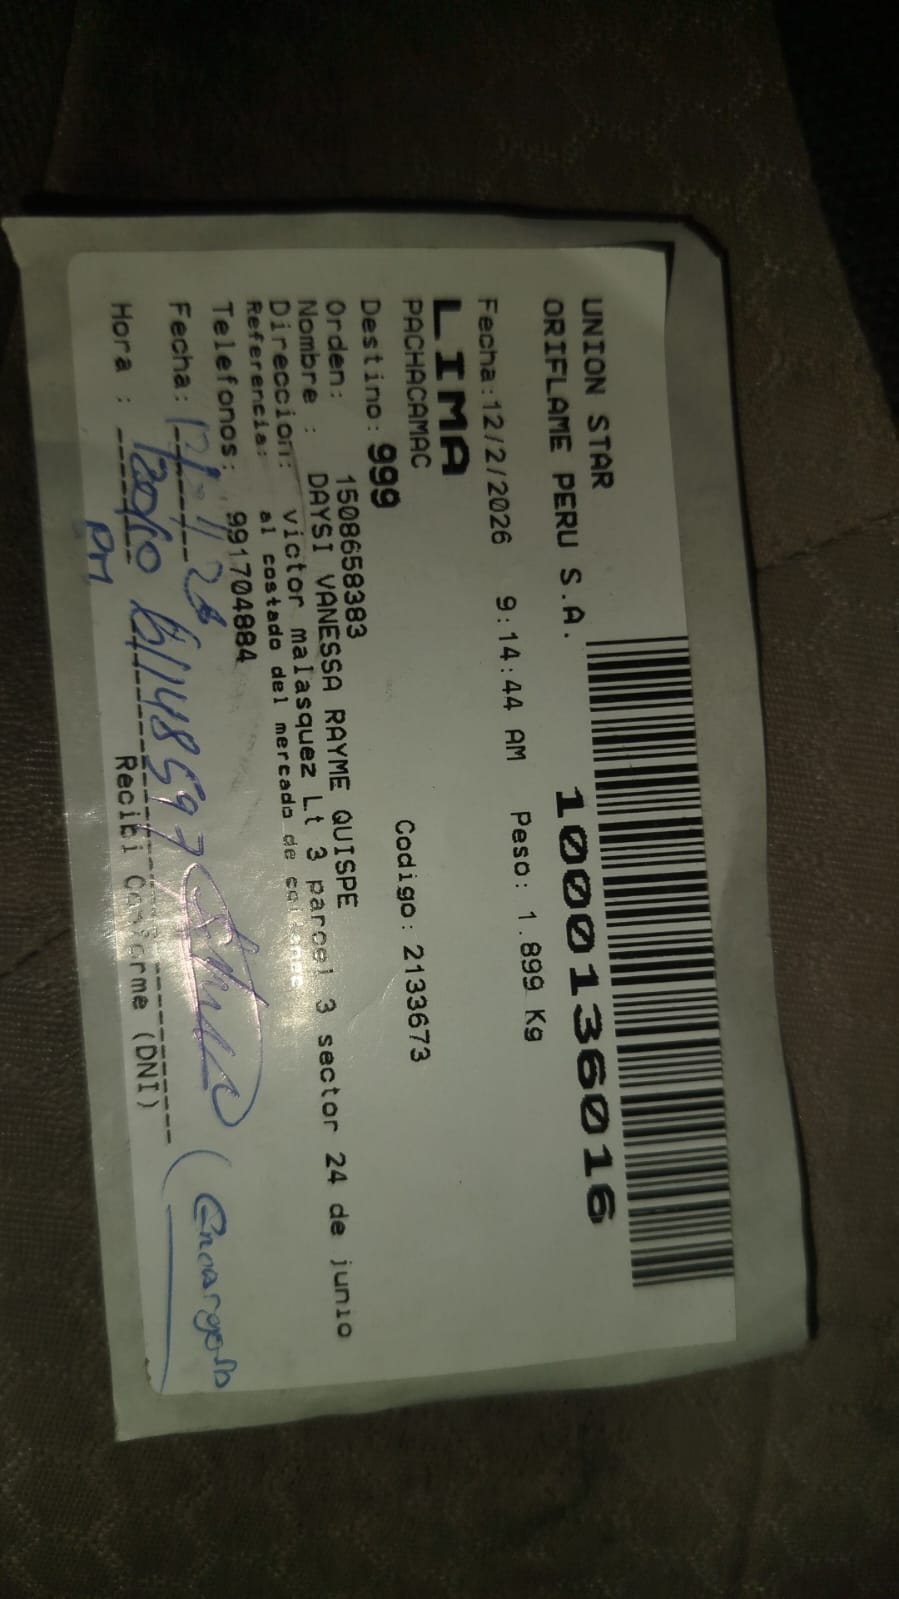 UNION STAR
ORIFLAME PERU S.A.
1000136016
Fecha:12/2/2026 9:14:44 AM Peso: 1.899 Kg
LIMA
PACHACAMAC
Destino: 999 Codigo: 2133673
Orden: 1508658383
Nombre : DAYSI VANESSA RAYME QUISPE
Direccion: victor malasquez Lt 3 parcel 3 sector 24 de junio
Referencia: al costado del mercado de
Telefonos: 991704884
Fecha:
Hora :
pm
Recibi Conforme (DNI)